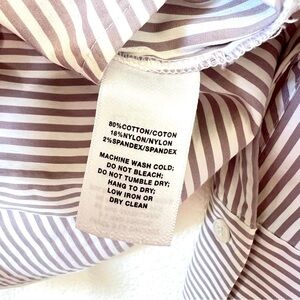 80%COTTON/COTON
18%NYLON/NYLON
2%SPANDEX/SPANDEX
MACHINE WASH COLD;
DO NOT BLEACH;
DO NOT TUMBLE DRY;
HANG TO DRY;
LOW IRON OR
DRY CLEAN